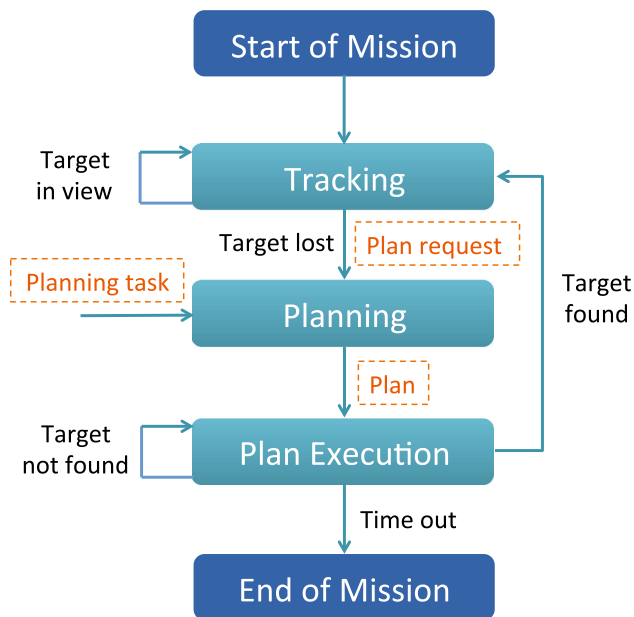 Start of Mission
Target
in view
Tracking
Target lost
Plan request
Planning task
Target
found
Planning
Plan
Target
not found
Plan Execution
Time out
End of Mission